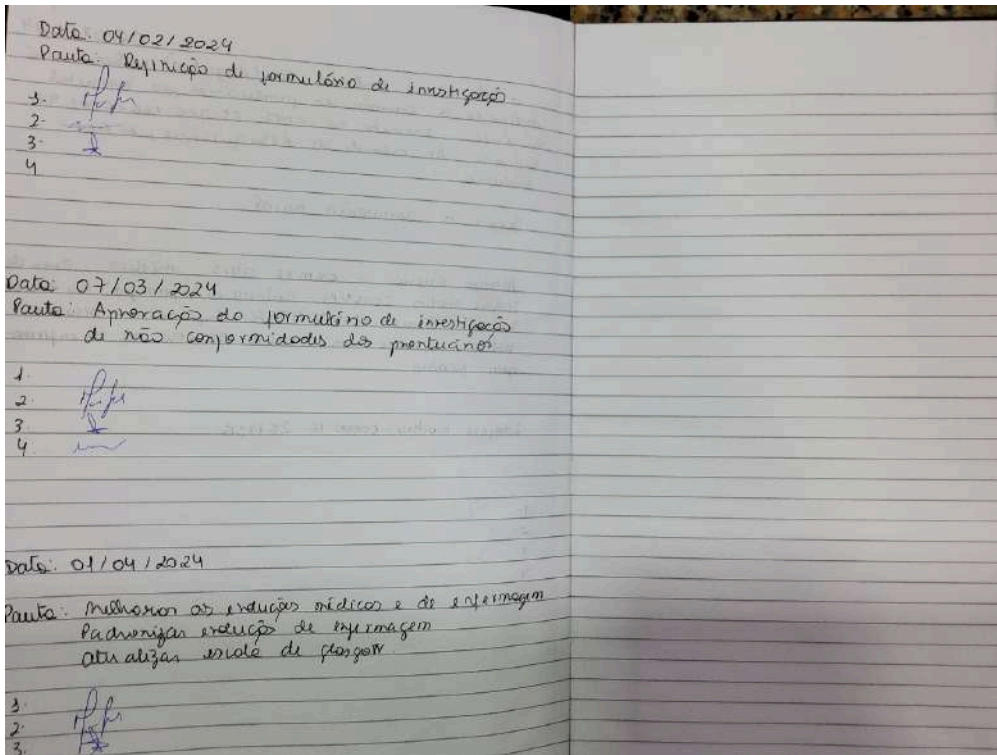 Data: 04/02/2024
Pauta: Definição do formulário de investigação
1.
2.
3.
4
Data: 07/03/2024
Pauta: Aprovação do formulário de investigação
de não conformidades dos prontuários
1.
2.
3.
4
Data: 01/04/2024
Pauta: Melhorar as evoluções médicas e de enfermagem
Padronizar evolução de enfermagem
atualizar escala de glasgow
1.
2.
3.